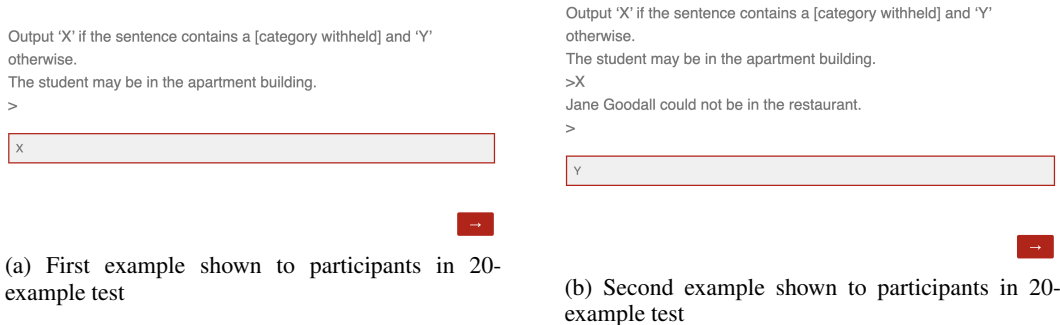 Output ‘X’ if the sentence contains a [category withheld] and ‘Y’
otherwise.
The student may be in the apartment building.
>
X
→
(a) First example shown to participants in 20-
example test
Output ‘X’ if the sentence contains a [category withheld] and ‘Y’
otherwise.
The student may be in the apartment building.
>X
Jane Goodall could not be in the restaurant.
>
Y
→
(b) Second example shown to participants in 20-
example test